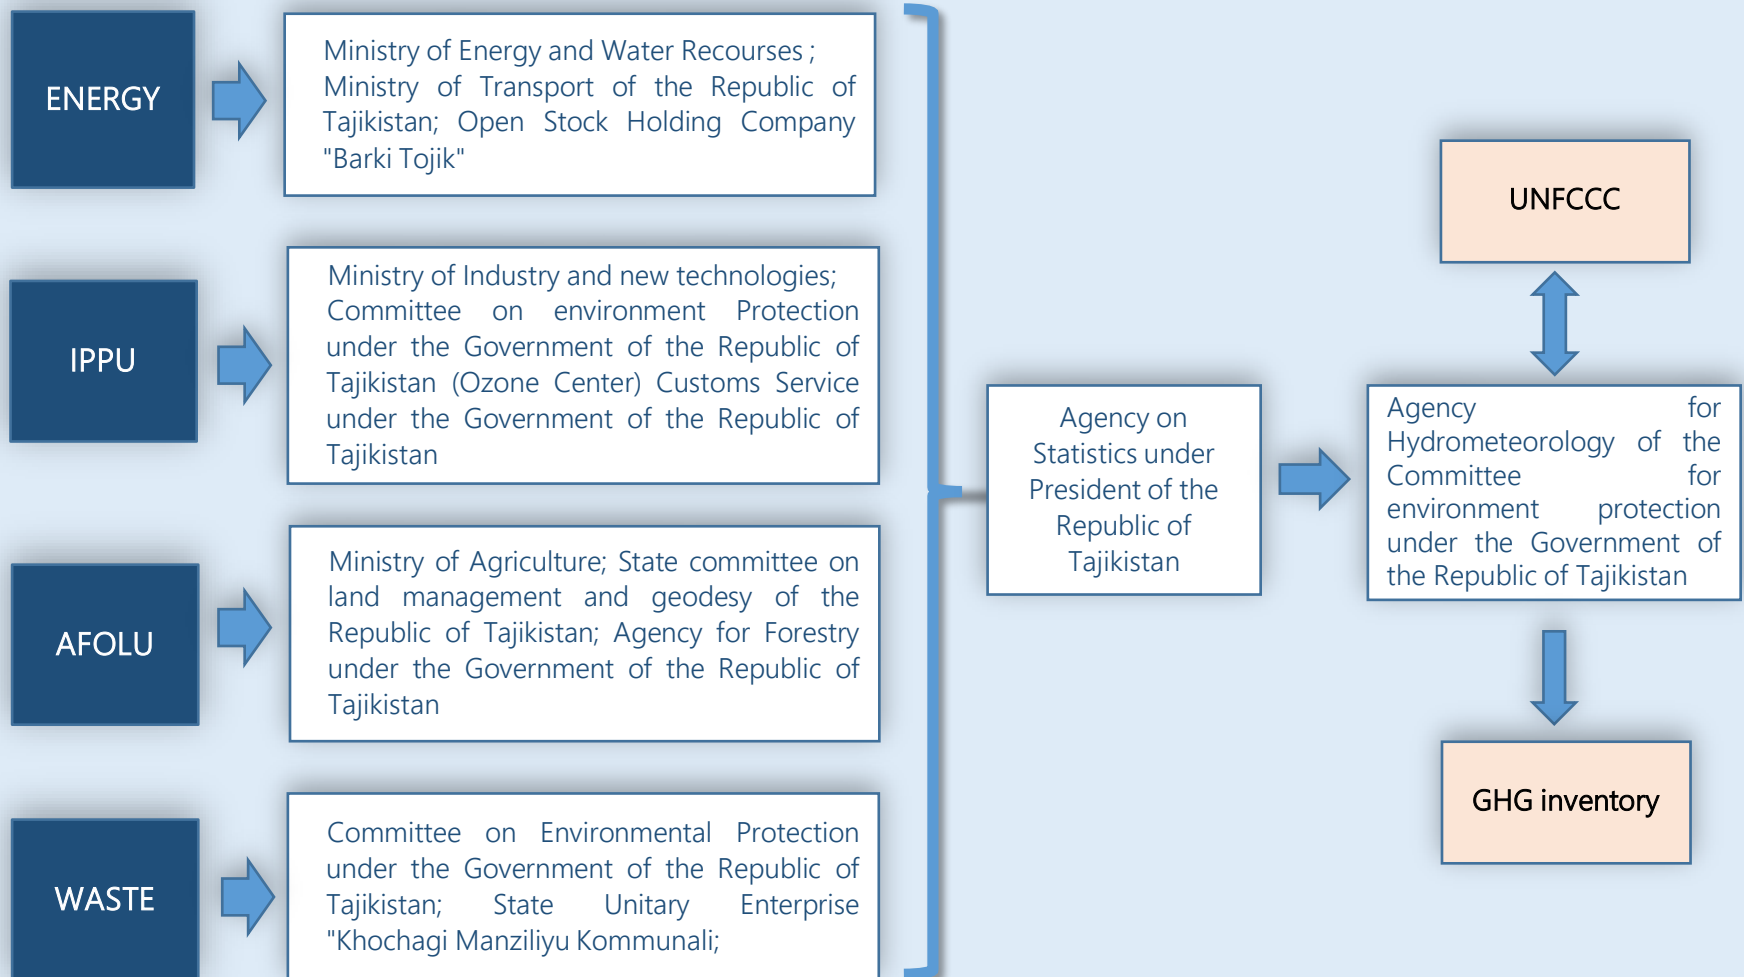 ENERGY
Ministry of Energy and Water Recourses ;
Ministry of Transport of the Republic of
Tajikistan; Open Stock Holding Company
"Barki Tojik"
IPPU
Ministry of Industry and new technologies;
Committee on environment Protection
under the Government of the Republic of
Tajikistan (Ozone Center) Customs Service
under the Government of the Republic of
Tajikistan
AFOLU
Ministry of Agriculture; State committee on
land management and geodesy of the
Republic of Tajikistan; Agency for Forestry
under the Government of the Republic of
Tajikistan
WASTE
Committee on Environmental Protection
under the Government of the Republic of
Tajikistan; State Unitary Enterprise
"Khochagi Manziliyu Kommunali;
Agency on
Statistics under
President of the
Republic of
Tajikistan
UNFCCC
Agency for
Hydrometeorology of the
Committee for
environment protection
under the Government of
the Republic of Tajikistan
GHG inventory